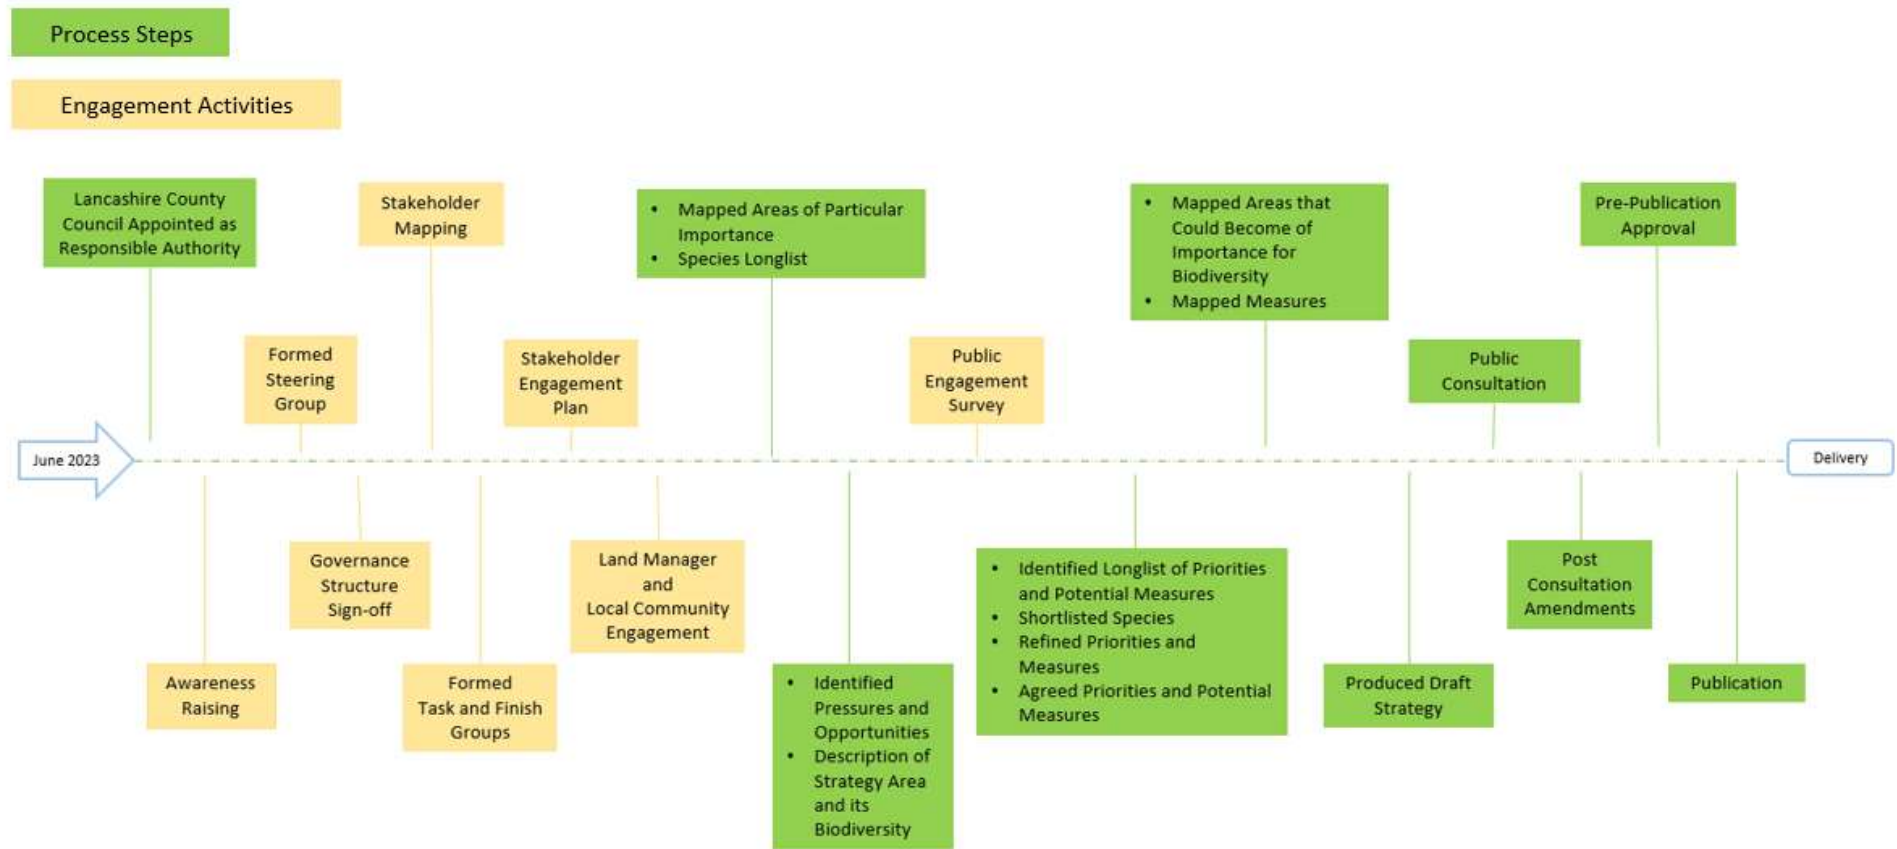 Process Steps
Engagement Activities
Lancashire County
Council Appointed as
Responsible Authority
Stakeholder
Mapping
• Mapped Areas of Particular
Importance
• Species Longlist
• Mapped Areas that
Could Become of
Importance for
Biodiversity
• Mapped Measures
Pre-Publication
Approval
Formed
Steering
Group
Stakeholder
Engagement
Plan
Public
Engagement
Survey
Public
Consultation
June 2023
Delivery
Governance
Structure
Sign-off
Land Manager
and
Local Community
Engagement
• Identified Longlist of Priorities
and Potential Measures
• Shortlisted Species
• Refined Priorities and
Measures
• Agreed Priorities and Potential
Measures
Post
Consultation
Amendments
Awareness
Raising
Formed
Task and Finish
Groups
• Identified
Pressures and
Opportunities
• Description of
Strategy Area
and its
Biodiversity
Produced Draft
Strategy
Publication